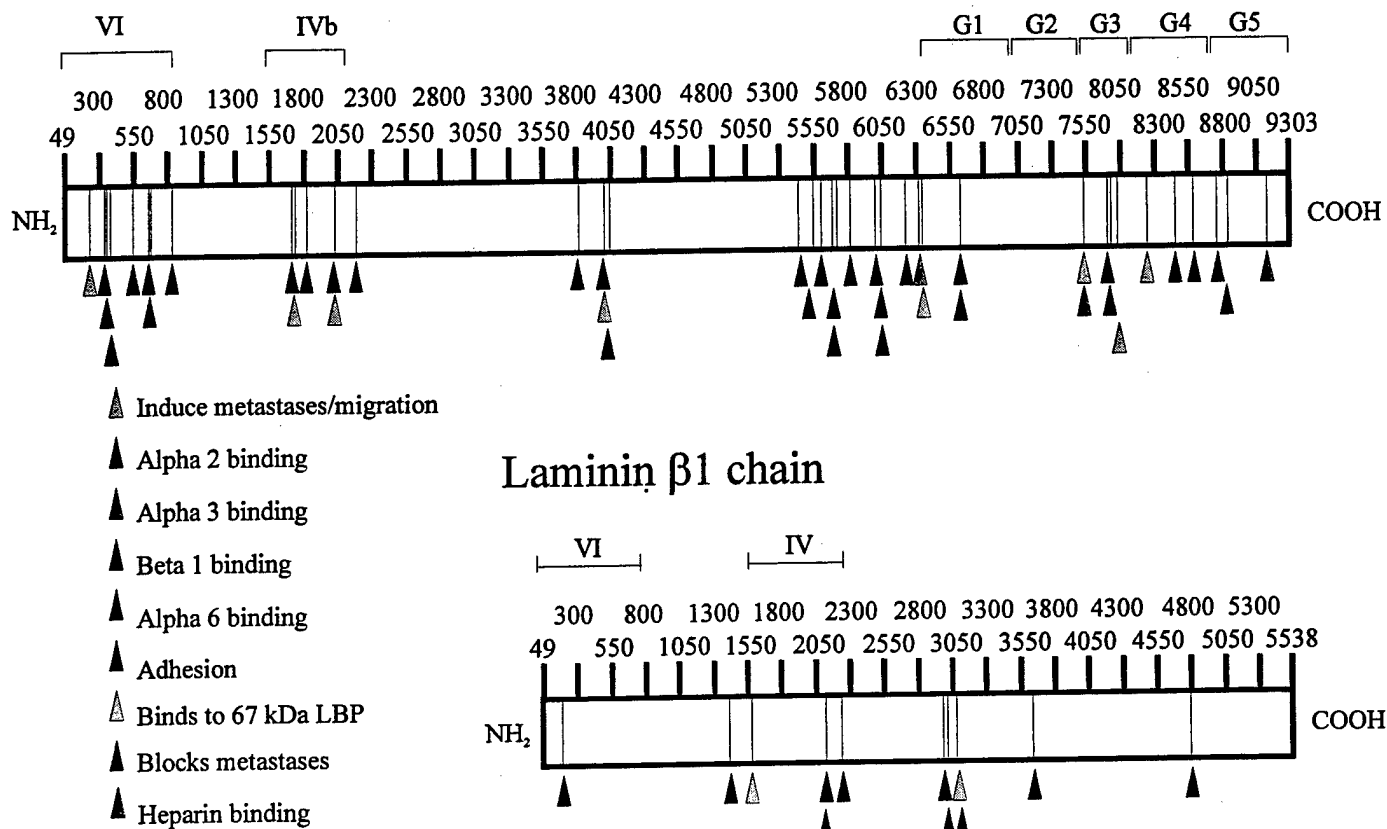 VI IVb G1 G2 G3 G4 G5
300 800 1300 1800 2300 2800 3300 3800 4300 4800 5300 5800 6300 6800 7300 8050 8550 9050
49 550 1050 1550 2050 2550 3050 3550 4050 4550 5050 5550 6050 6550 7050 7550 8300 8800 9303
NH₂ COOH
Induce metastases/migration
Alpha 2 binding
Alpha 3 binding
Beta 1 binding
Alpha 6 binding
Adhesion
Binds to 67 kDa LBP
Blocks metastases
Heparin binding
Laminin β1 chain
VI IV
300 800 1300 1800 2300 2800 3300 3800 4300 4800 5300
49 550 1050 1550 2050 2550 3050 3550 4050 4550 5050 5538
NH₂ COOH